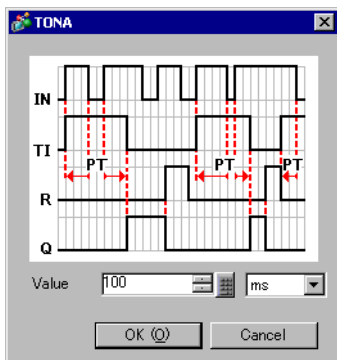 TONA
IN
TI
PT PT PT
R
Q
Value 100 ms
OK (O) Cancel